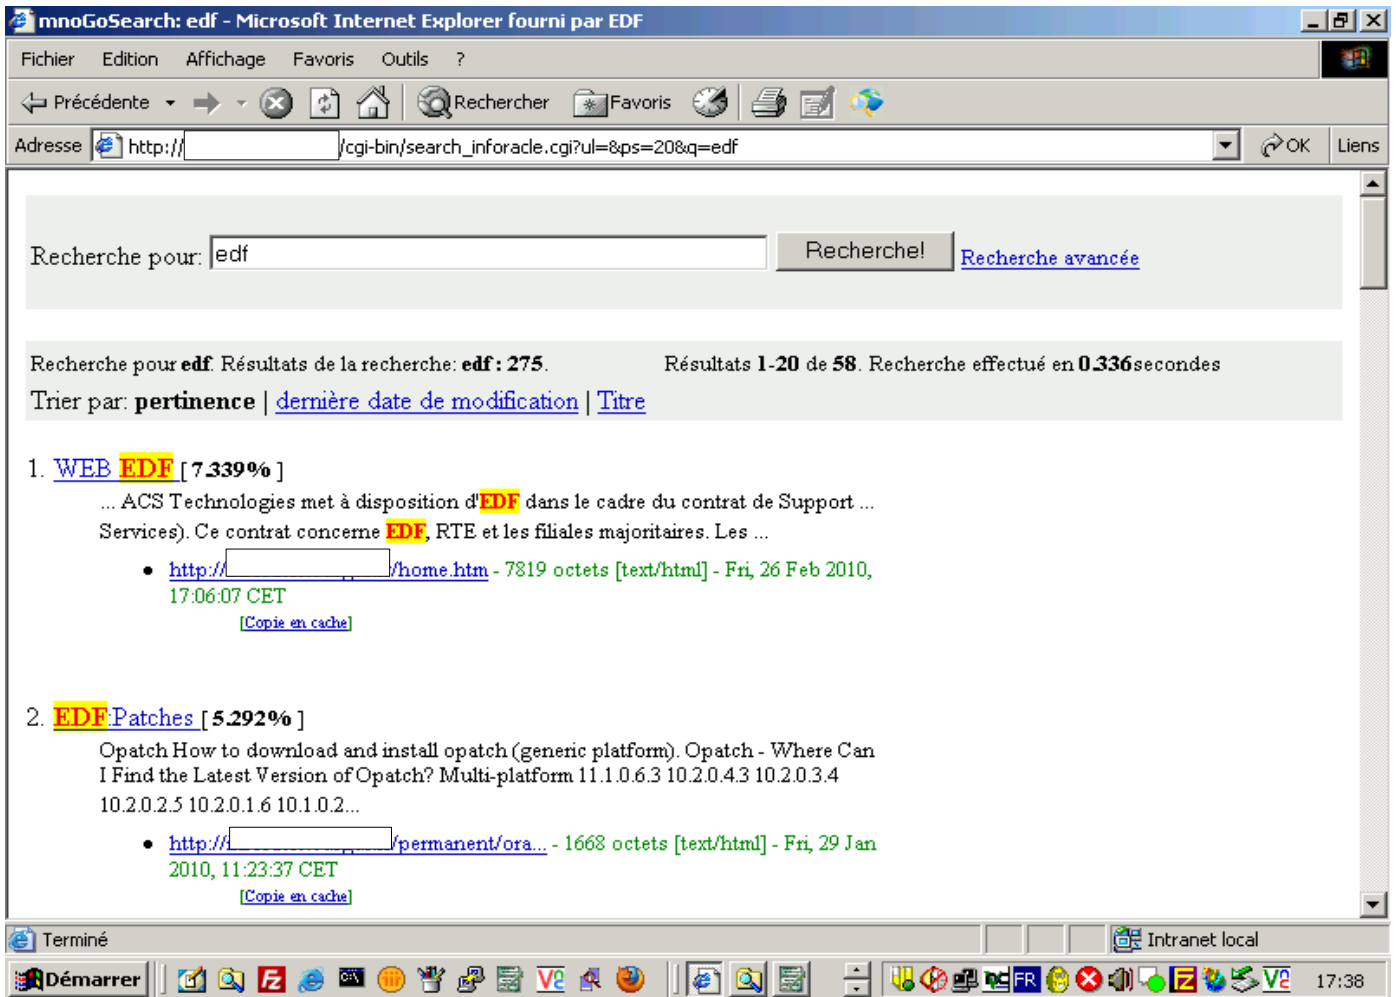 mnoGoSearch: edf - Microsoft Internet Explorer fourni par EDF
Fichier Edition Affichage Favoris Outils ?
Précédente Rechercher Favoris
Adresse http:// /cgi-bin/search_inforacle.cgi?ul=&ps=20&q=edf OK Liens
Recherche pour: edf Recherche! Recherche avancée
Recherche pour edf. Résultats de la recherche: edf : 275. Résultats 1-20 de 58. Recherche effectué en 0.336secondes
Trier par: pertinence | dernière date de modification | Titre
1. WEB EDF [ 7.339% ]
... ACS Technologies met à disposition d'EDF dans le cadre du contrat de Support ...
Services). Ce contrat concerne EDF, RTE et les filiales majoritaires. Les ...
http:// /home.htm - 7819 octets [text/html] - Fri, 26 Feb 2010,
17:06:07 CET
[Copie en cache]
2. EDF:Patches [ 5.292% ]
Opatch How to download and install opatch (generic platform). Opatch - Where Can
I Find the Latest Version of Opatch? Multi-platform 11.1.0.6.3 10.2.0.4.3 10.2.0.3.4
10.2.0.2.5 10.2.0.1.6 10.1.0.2...
http:// /permanent/ora... - 1668 octets [text/html] - Fri, 29 Jan
2010, 11:23:37 CET
[Copie en cache]
Terminé Intranet local
Démarrer FR 17:38